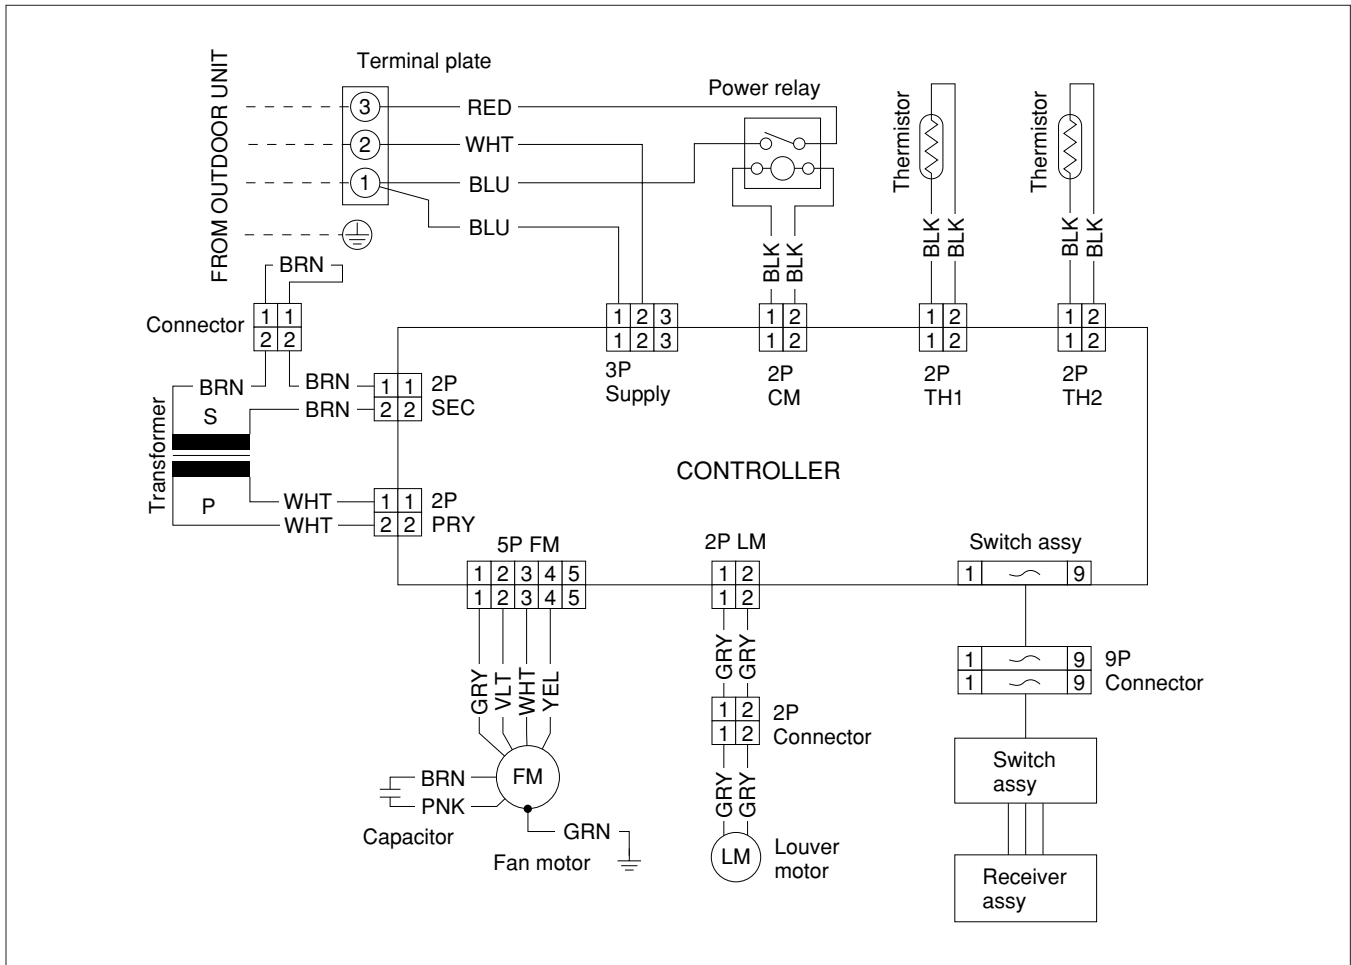 Terminal plate
FROM OUTDOOR UNIT
3
RED
2
WHT
1
BLU
BLU
Power relay
Thermistor
Thermistor
BLK
BLK
BLK
BLK
BLK
BLK
BRN
Connector
1 1
2 2
1 2 3
1 2 3
3P
Supply
1 2
1 2
2P
CM
1 2
1 2
2P
TH1
1 2
1 2
2P
TH2
BRN
BRN
BRN
1 1
2 2
2P
SEC
Transformer
S
P
WHT
WHT
1 1
2 2
2P
PRY
CONTROLLER
5P FM
1 2 3 4 5
1 2 3 4 5
GRY
VLT
WHT
YEL
FM
BRN
PNK
Capacitor
GRN
Fan motor
2P LM
1 2
1 2
GRY
GRY
1 2
1 2
2P
Connector
GRY
GRY
LM
Louver
motor
Switch assy
1 9
1 9
1 9
9P
Connector
Switch
assy
Receiver
assy